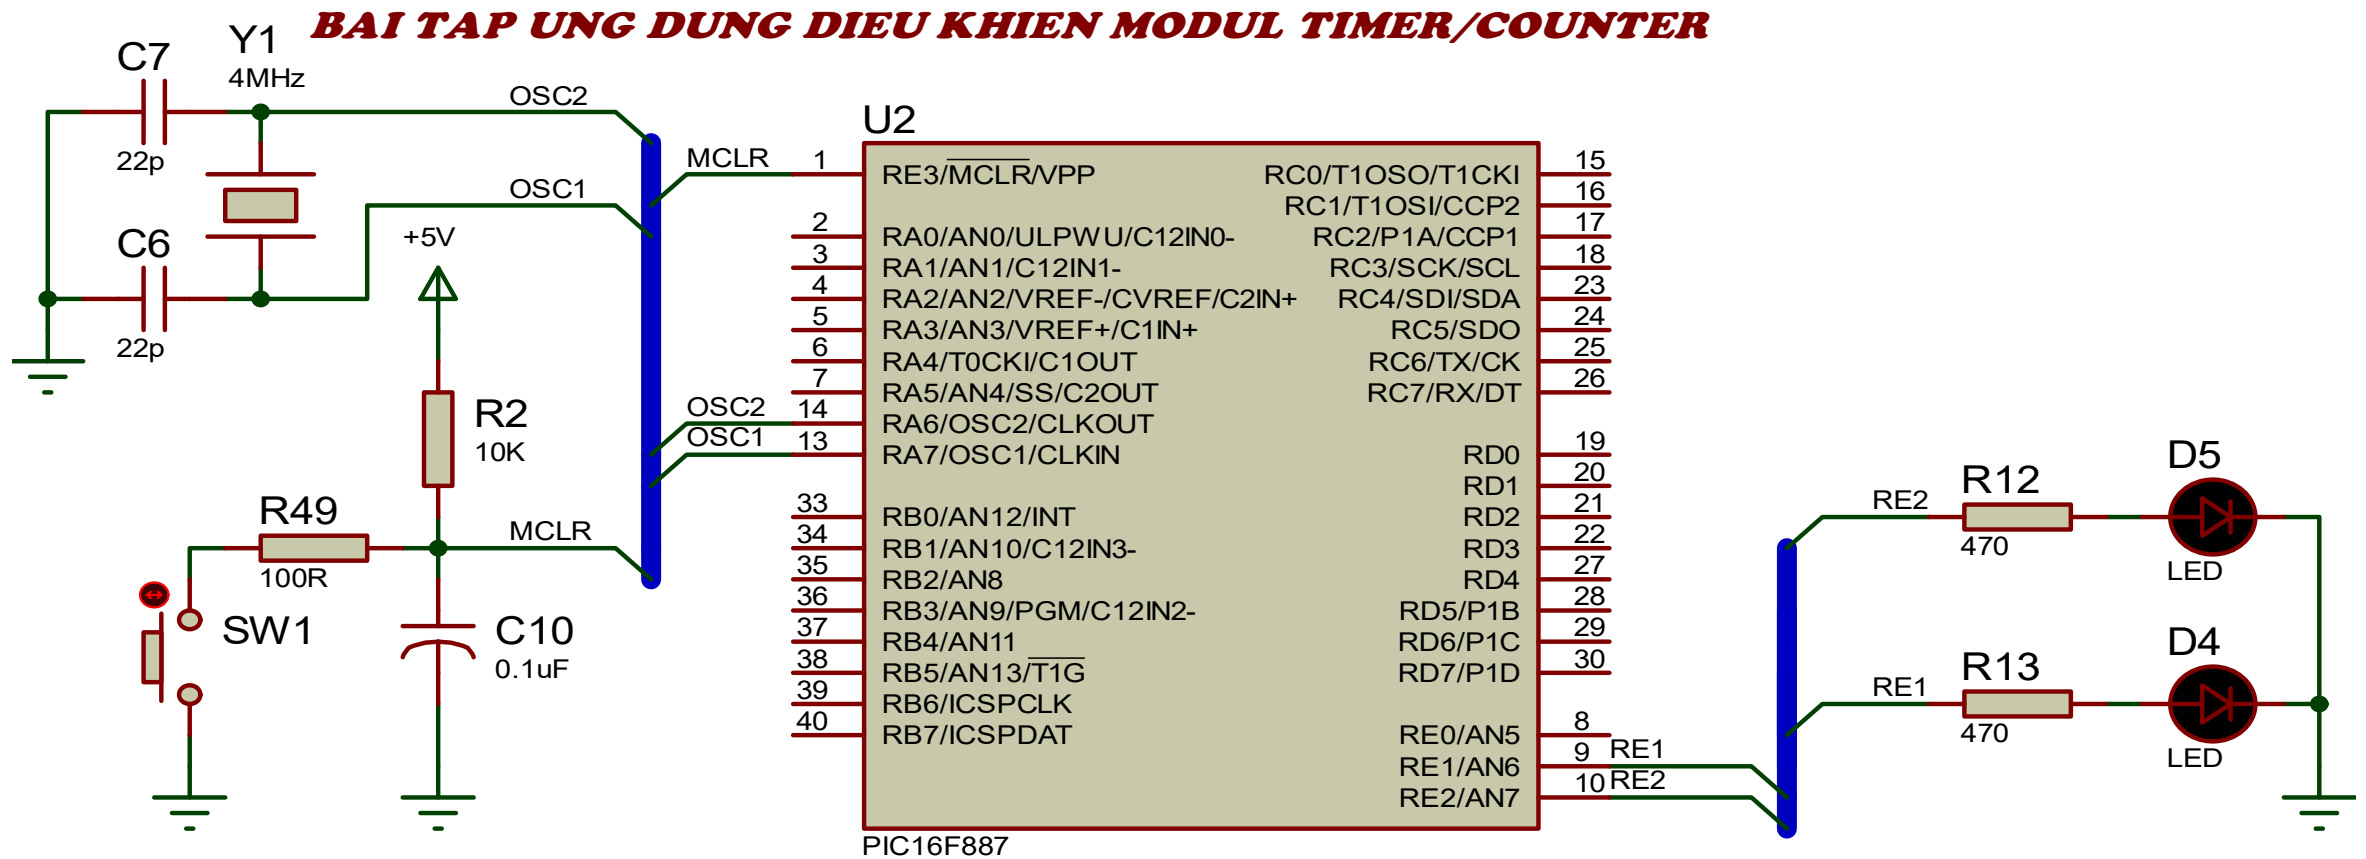 BAI TAP UNG DUNG DIEU KHIEN MODUL TIMER/COUNTER
C7
22p
Y1
4MHz
OSC2
OSC1
C6
22p
+5V
R2
10K
R49
100R
MCLR
SW1
C10
0.1uF
MCLR
OSC2
OSC1
U2
1 RE3/MCLR/VPP
2 RA0/AN0/ULPWU/C12IN0-
3 RA1/AN1/C12IN1-
4 RA2/AN2/VREF-/CVREF/C2IN+
5 RA3/AN3/VREF+/C1IN+
6 RA4/T0CKI/C1OUT
7 RA5/AN4/SS/C2OUT
14 RA6/OSC2/CLKOUT
13 RA7/OSC1/CLKIN
33 RB0/AN12/INT
34 RB1/AN10/C12IN3-
35 RB2/AN8
36 RB3/AN9/PGM/C12IN2-
37 RB4/AN11
38 RB5/AN13/T1G
39 RB6/ICSPCLK
40 RB7/ICSPDAT
RC0/T1OSO/T1CKI 15
RC1/T1OSI/CCP2 16
RC2/P1A/CCP1 17
RC3/SCK/SCL 18
RC4/SDI/SDA 23
RC5/SDO 24
RC6/TX/CK 25
RC7/RX/DT 26
RD0 19
RD1 20
RD2 21
RD3 22
RD4 27
RD5/P1B 28
RD6/P1C 29
RD7/P1D 30
RE0/AN5 8
RE1/AN6 9 RE1
RE2/AN7 10 RE2
PIC16F887
RE2
R12
470
D5
LED
RE1
R13
470
D4
LED